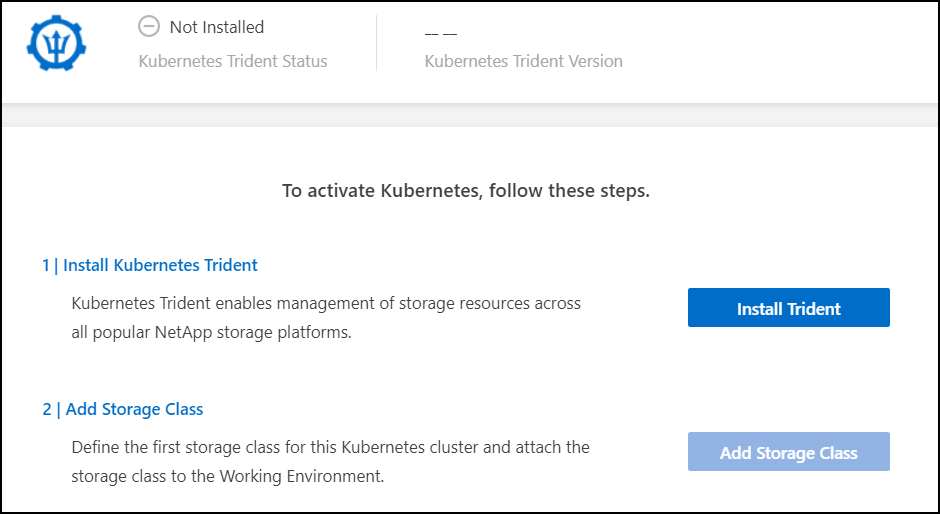 Not Installed
__ __
Kubernetes Trident Status
Kubernetes Trident Version
To activate Kubernetes, follow these steps.
1 | Install Kubernetes Trident
Kubernetes Trident enables management of storage resources across
all popular NetApp storage platforms.
Install Trident
2 | Add Storage Class
Define the first storage class for this Kubernetes cluster and attach the
storage class to the Working Environment.
Add Storage Class